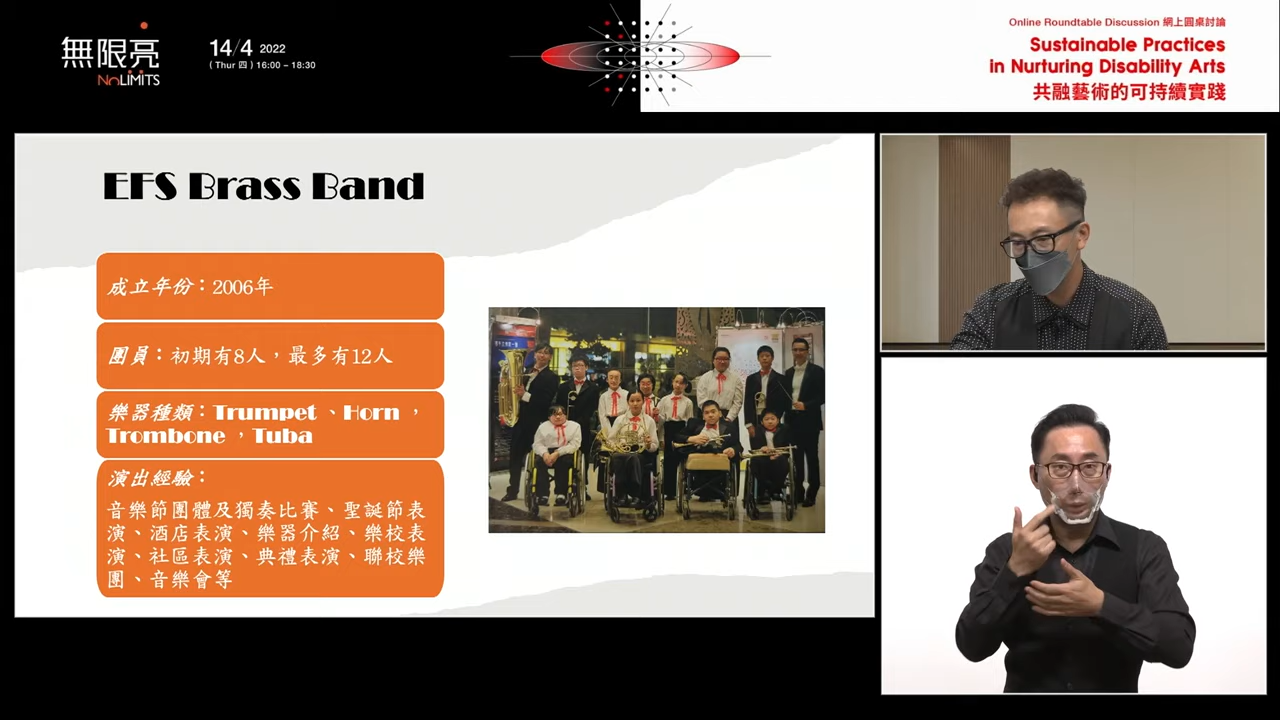 無限亮
NoLIMITS
14/4 2022
( Thur 四 ) 16:00 – 18:30
Online Roundtable Discussion 網上圓桌討論
Sustainable Practices
in Nurturing Disability Arts
共融藝術的可持續實踐
EFS Brass Band
成立年份：2006年
團員：初期有8人，最多有12人
樂器種類：Trumpet 、Horn ，
Trombone ，Tuba
演出經驗：
音樂節團體及獨奏比賽、聖誕節表
演、酒店表演、樂器介紹、樂校表
演、社區表演、典禮表演、聯校樂
團、音樂會等